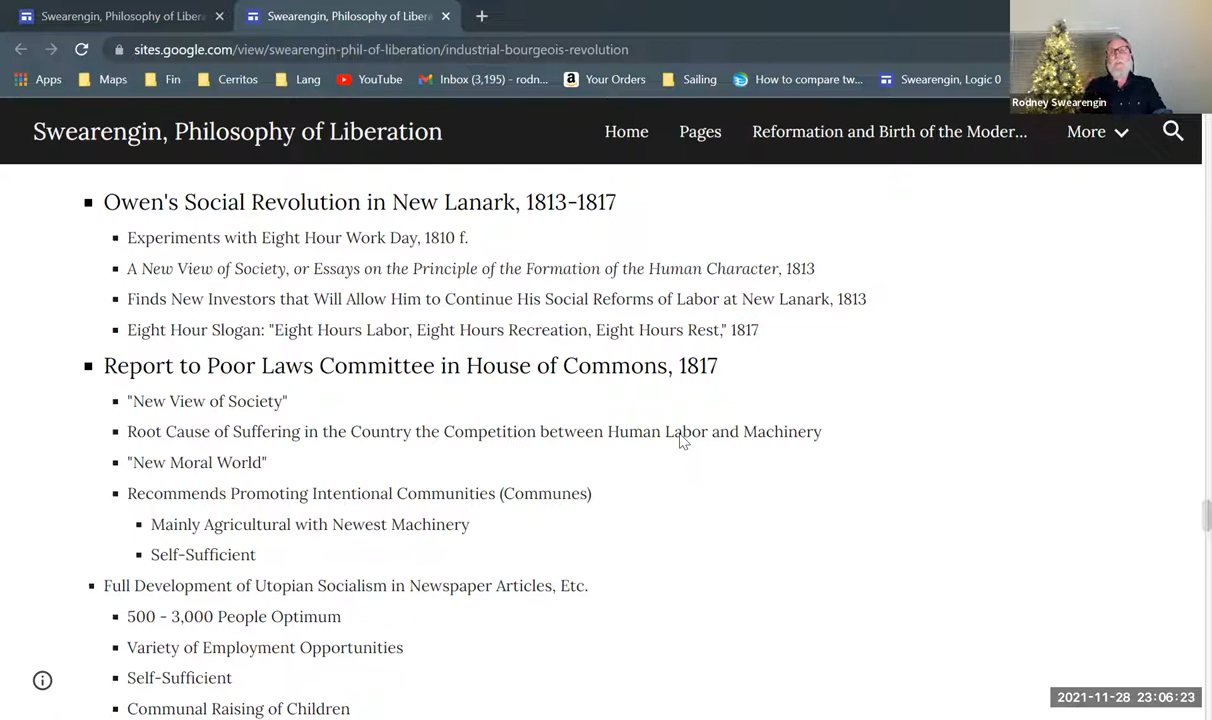 Swearengin, Philosophy of Libera
Swearengin, Philosophy of Libera
sites.google.com/view/swearengin-phil-of-liberation/industrial-bourgeois-revolution
Apps Maps Fin Cerritos Lang YouTube Inbox (3,195) - rodn... Your Orders Sailing How to compare tw... Swearengin, Logic 0
Rodney Swearengin
Swearengin, Philosophy of Liberation
Home Pages Reformation and Birth of the Moder... More
Owen's Social Revolution in New Lanark, 1813-1817
Experiments with Eight Hour Work Day, 1810 f.
A New View of Society, or Essays on the Principle of the Formation of the Human Character, 1813
Finds New Investors that Will Allow Him to Continue His Social Reforms of Labor at New Lanark, 1813
Eight Hour Slogan: "Eight Hours Labor, Eight Hours Recreation, Eight Hours Rest," 1817
Report to Poor Laws Committee in House of Commons, 1817
"New View of Society"
Root Cause of Suffering in the Country the Competition between Human Labor and Machinery
"New Moral World"
Recommends Promoting Intentional Communities (Communes)
Mainly Agricultural with Newest Machinery
Self-Sufficient
Full Development of Utopian Socialism in Newspaper Articles, Etc.
500 - 3,000 People Optimum
Variety of Employment Opportunities
Self-Sufficient
Communal Raising of Children
2021-11-28 23:06:23